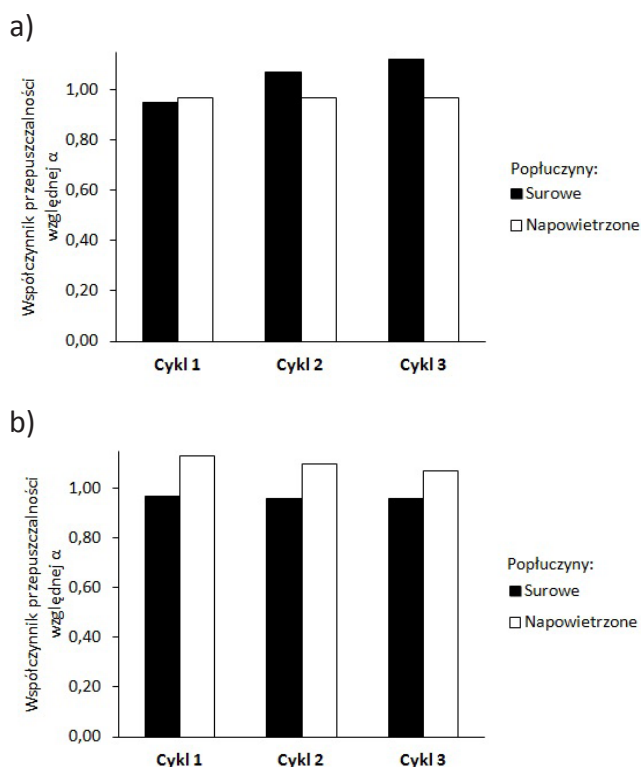 a)
Współczynnik przepuszczalności
względnej α
1,00
0,80
0,60
0,40
0,20
0,00
Cykl 1 Cykl 2 Cykl 3
Popłuczyny:
Surowe
Napowietrzone
b)
Współczynnik przepuszczalności
względnej α
1,00
0,80
0,60
0,40
0,20
0,00
Cykl 1 Cykl 2 Cykl 3
Popłuczyny:
Surowe
Napowietrzone